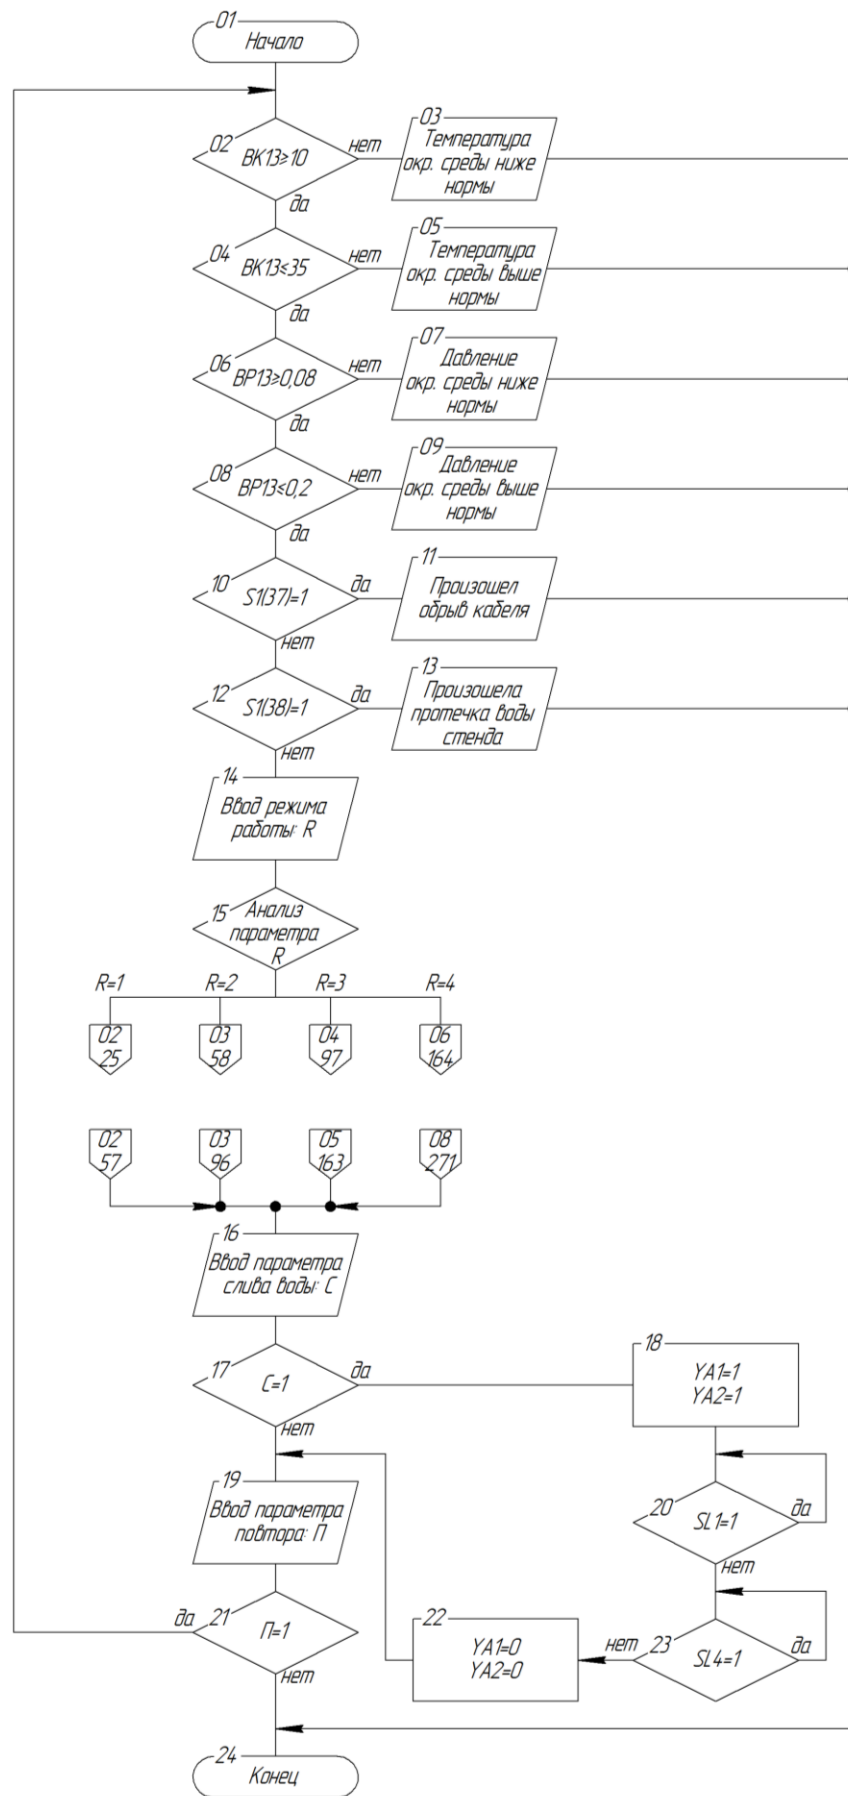 01
Начало
02
ВК13≥10
нет
да
03
Температура
окр. среды ниже
нормы
04
ВК13≤35
нет
да
05
Температура
окр. среды выше
нормы
06
ВР13≥0,08
нет
да
07
Давление
окр. среды ниже
нормы
08
ВР13≤0,2
нет
да
09
Давление
окр. среды выше
нормы
10
S1(37)=1
да
нет
11
Произошел
обрыв кабеля
12
S1(38)=1
да
нет
13
Произошла
протечка воды
стенда
14
Ввод режима
работы: R
15
Анализ
параметра
R
R=1 R=2 R=3 R=4
02 03 04 06
25 58 97 164
02 03 05 08
57 96 163 271
16
Ввод параметра
слива воды: С
17
С=1
да
нет
18
YA1=1
YA2=1
19
Ввод параметра
повтора: П
20
SL1=1
да
нет
21
П=1
да
нет
22
YA1=0
YA2=0
23
SL4=1
нет
да
24
Конец